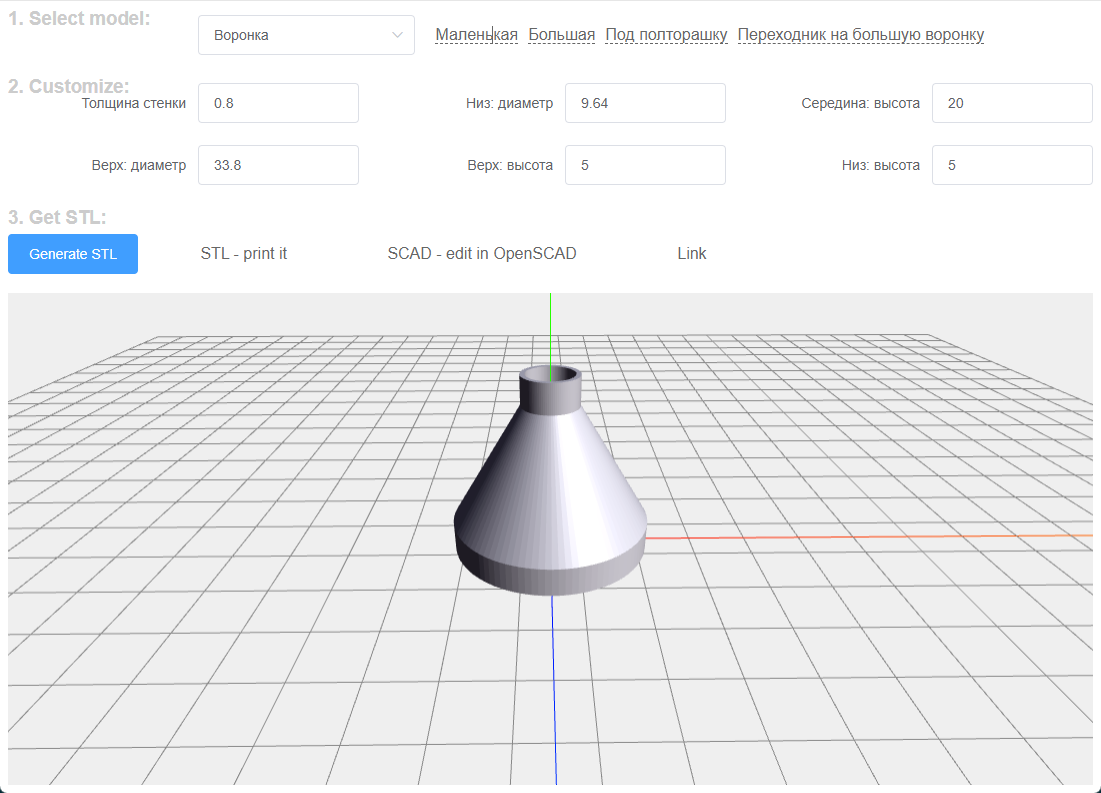 1. Select model:
Воронка
Маленькая Большая Под полторашку Переходник на большую воронку
2. Customize:
Толщина стенки 0.8 Низ: диаметр 9.64 Середина: высота 20
Верх: диаметр 33.8 Верх: высота 5 Низ: высота 5
3. Get STL:
Generate STL STL - print it SCAD - edit in OpenSCAD Link